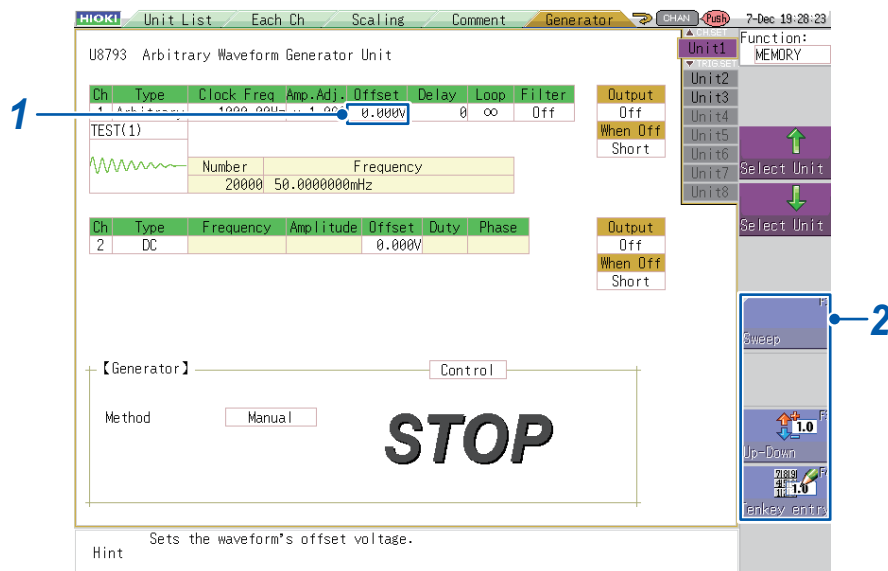 HIOKI Unit List Each Ch Scaling Comment Generator CHAN Push 7-Dec 19:28:23
CH.SET
TRIG.SET
Function:
MEMORY
Unit1
Unit2
Unit3
Unit4
Unit5
Unit6
Unit7
Unit8
U8793 Arbitrary Waveform Generator Unit
1
Ch Type Clock Freq Amp.Adj. Offset Delay Loop Filter
0.000V 0 ∞ Off
TEST(1)
Number Frequency
20000 50.0000000mHz
Output
Off
When Off
Short
Select Unit
Select Unit
Ch Type Frequency Amplitude Offset Duty Phase
2 DC 0.000V
Output
Off
When Off
Short
2
Sweep
1.0
Up-Down
1.0
Tenkey entry
【Generator】 Control
Method Manual
STOP
Hint Sets the waveform's offset voltage.